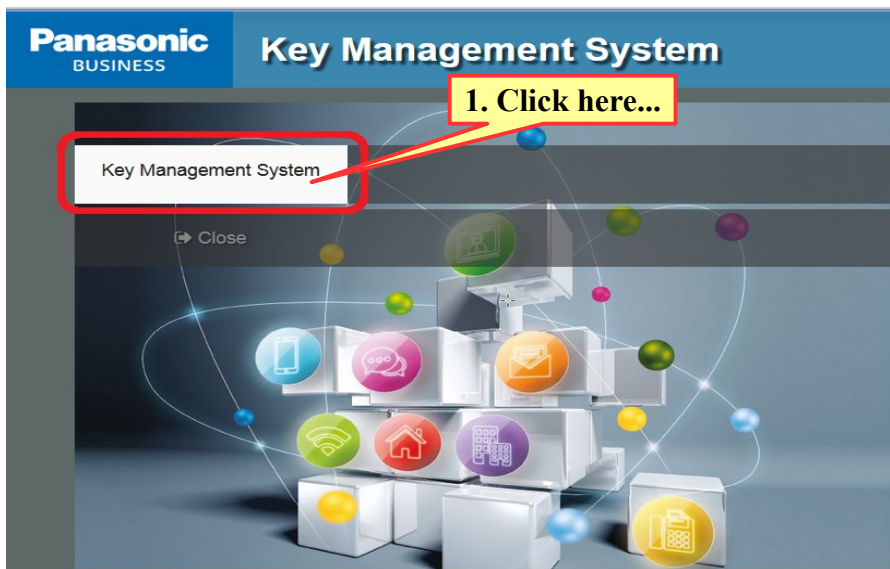 Panasonic
BUSINESS
Key Management System
1. Click here...
Key Management System
Close